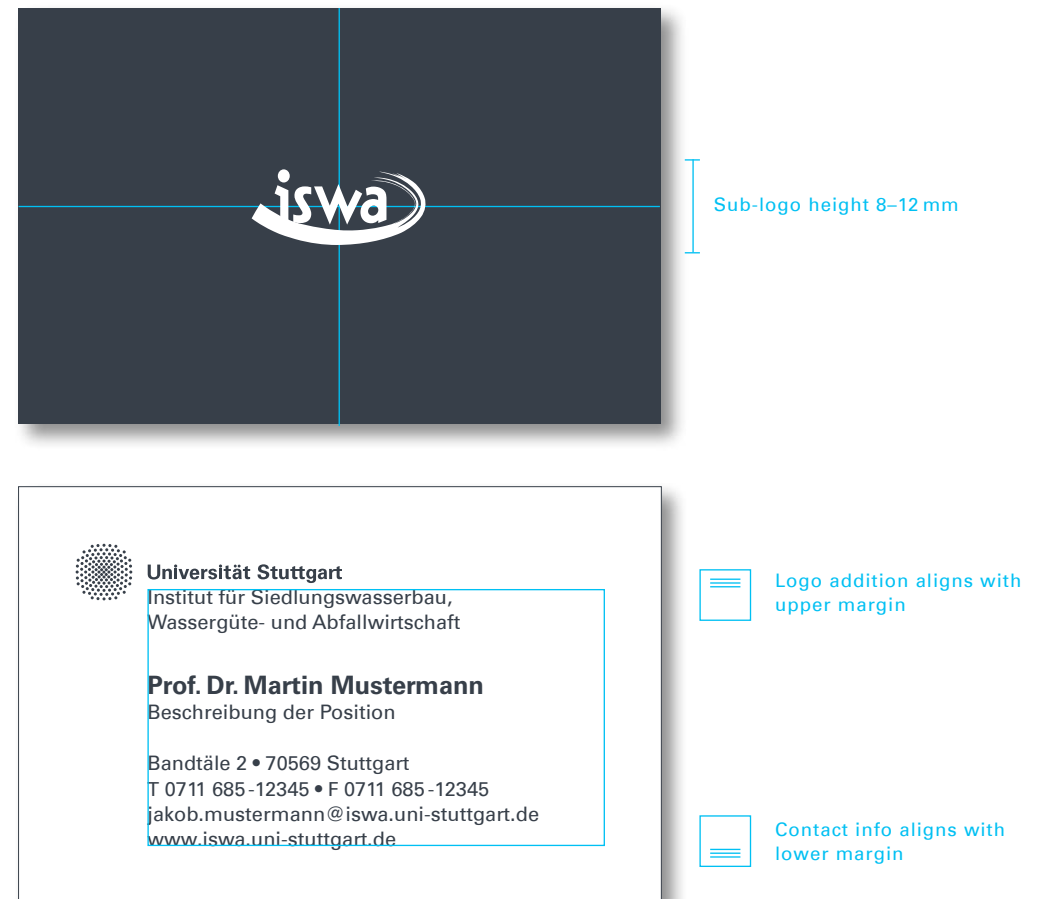 iswa
Sub-logo height 8–12 mm
Universität Stuttgart
Institut für Siedlungswasserbau,
Wassergüte- und Abfallwirtschaft
Logo addition aligns with
upper margin
Prof. Dr. Martin Mustermann
Beschreibung der Position
Bandtäle 2 • 70569 Stuttgart
T 0711 685-12345 • F 0711 685-12345
jakob.mustermann@iswa.uni-stuttgart.de
www.iswa.uni-stuttgart.de
Contact info aligns with
lower margin